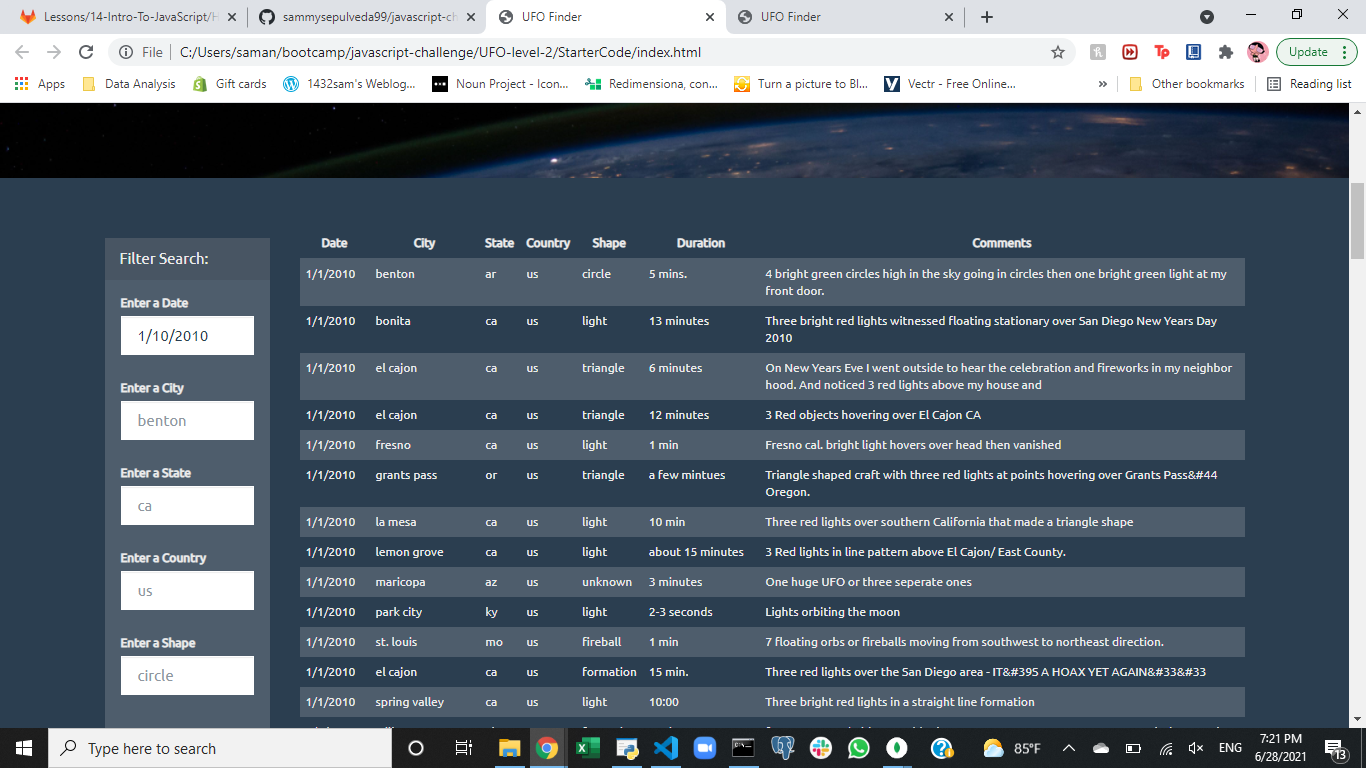 Lessons/14-Intro-To-JavaScript/H
sammysepulveda99/javascript-ch
UFO Finder
UFO Finder
File
C:/Users/saman/bootcamp/javascript-challenge/UFO-level-2/StarterCode/index.html
Update
Apps
Data Analysis
Gift cards
1432sam's Weblog...
Noun Project - Icon...
Redimensiona, con...
Turn a picture to Bl...
Vectr - Free Online...
»
Other bookmarks
Reading list
Filter Search:
Enter a Date
1/10/2010
Enter a City
benton
Enter a State
ca
Enter a Country
us
Enter a Shape
circle
Date City State Country Shape Duration Comments
1/1/2010 benton ar us circle 5 mins. 4 bright green circles high in the sky going in circles then one bright green light at my
front door.
1/1/2010 bonita ca us light 13 minutes Three bright red lights witnessed floating stationary over San Diego New Years Day
2010
1/1/2010 el cajon ca us triangle 6 minutes On New Years Eve I went outside to hear the celebration and fireworks in my neighbor
hood. And noticed 3 red lights above my house and
1/1/2010 el cajon ca us triangle 12 minutes 3 Red objects hovering over El Cajon CA
1/1/2010 fresno ca us light 1 min Fresno cal. bright light hovers over head then vanished
1/1/2010 grants pass or us triangle a few mintues Triangle shaped craft with three red lights at points hovering over Grants Pass&#44
Oregon.
1/1/2010 la mesa ca us light 10 min Three red lights over southern California that made a triangle shape
1/1/2010 lemon grove ca us light about 15 minutes 3 Red lights in line pattern above El Cajon/ East County.
1/1/2010 maricopa az us unknown 3 minutes One huge UFO or three seperate ones
1/1/2010 park city ky us light 2-3 seconds Lights orbiting the moon
1/1/2010 st. louis mo us fireball 1 min 7 floating orbs or fireballs moving from southwest to northeast direction.
1/1/2010 el cajon ca us formation 15 min. Three red lights over the San Diego area - IT&#395 A HOAX YET AGAIN&#33&#33
1/1/2010 spring valley ca us light 10:00 Three bright red lights in a straight line formation
Type here to search
85°F
ENG
7:21 PM
6/28/2021
13